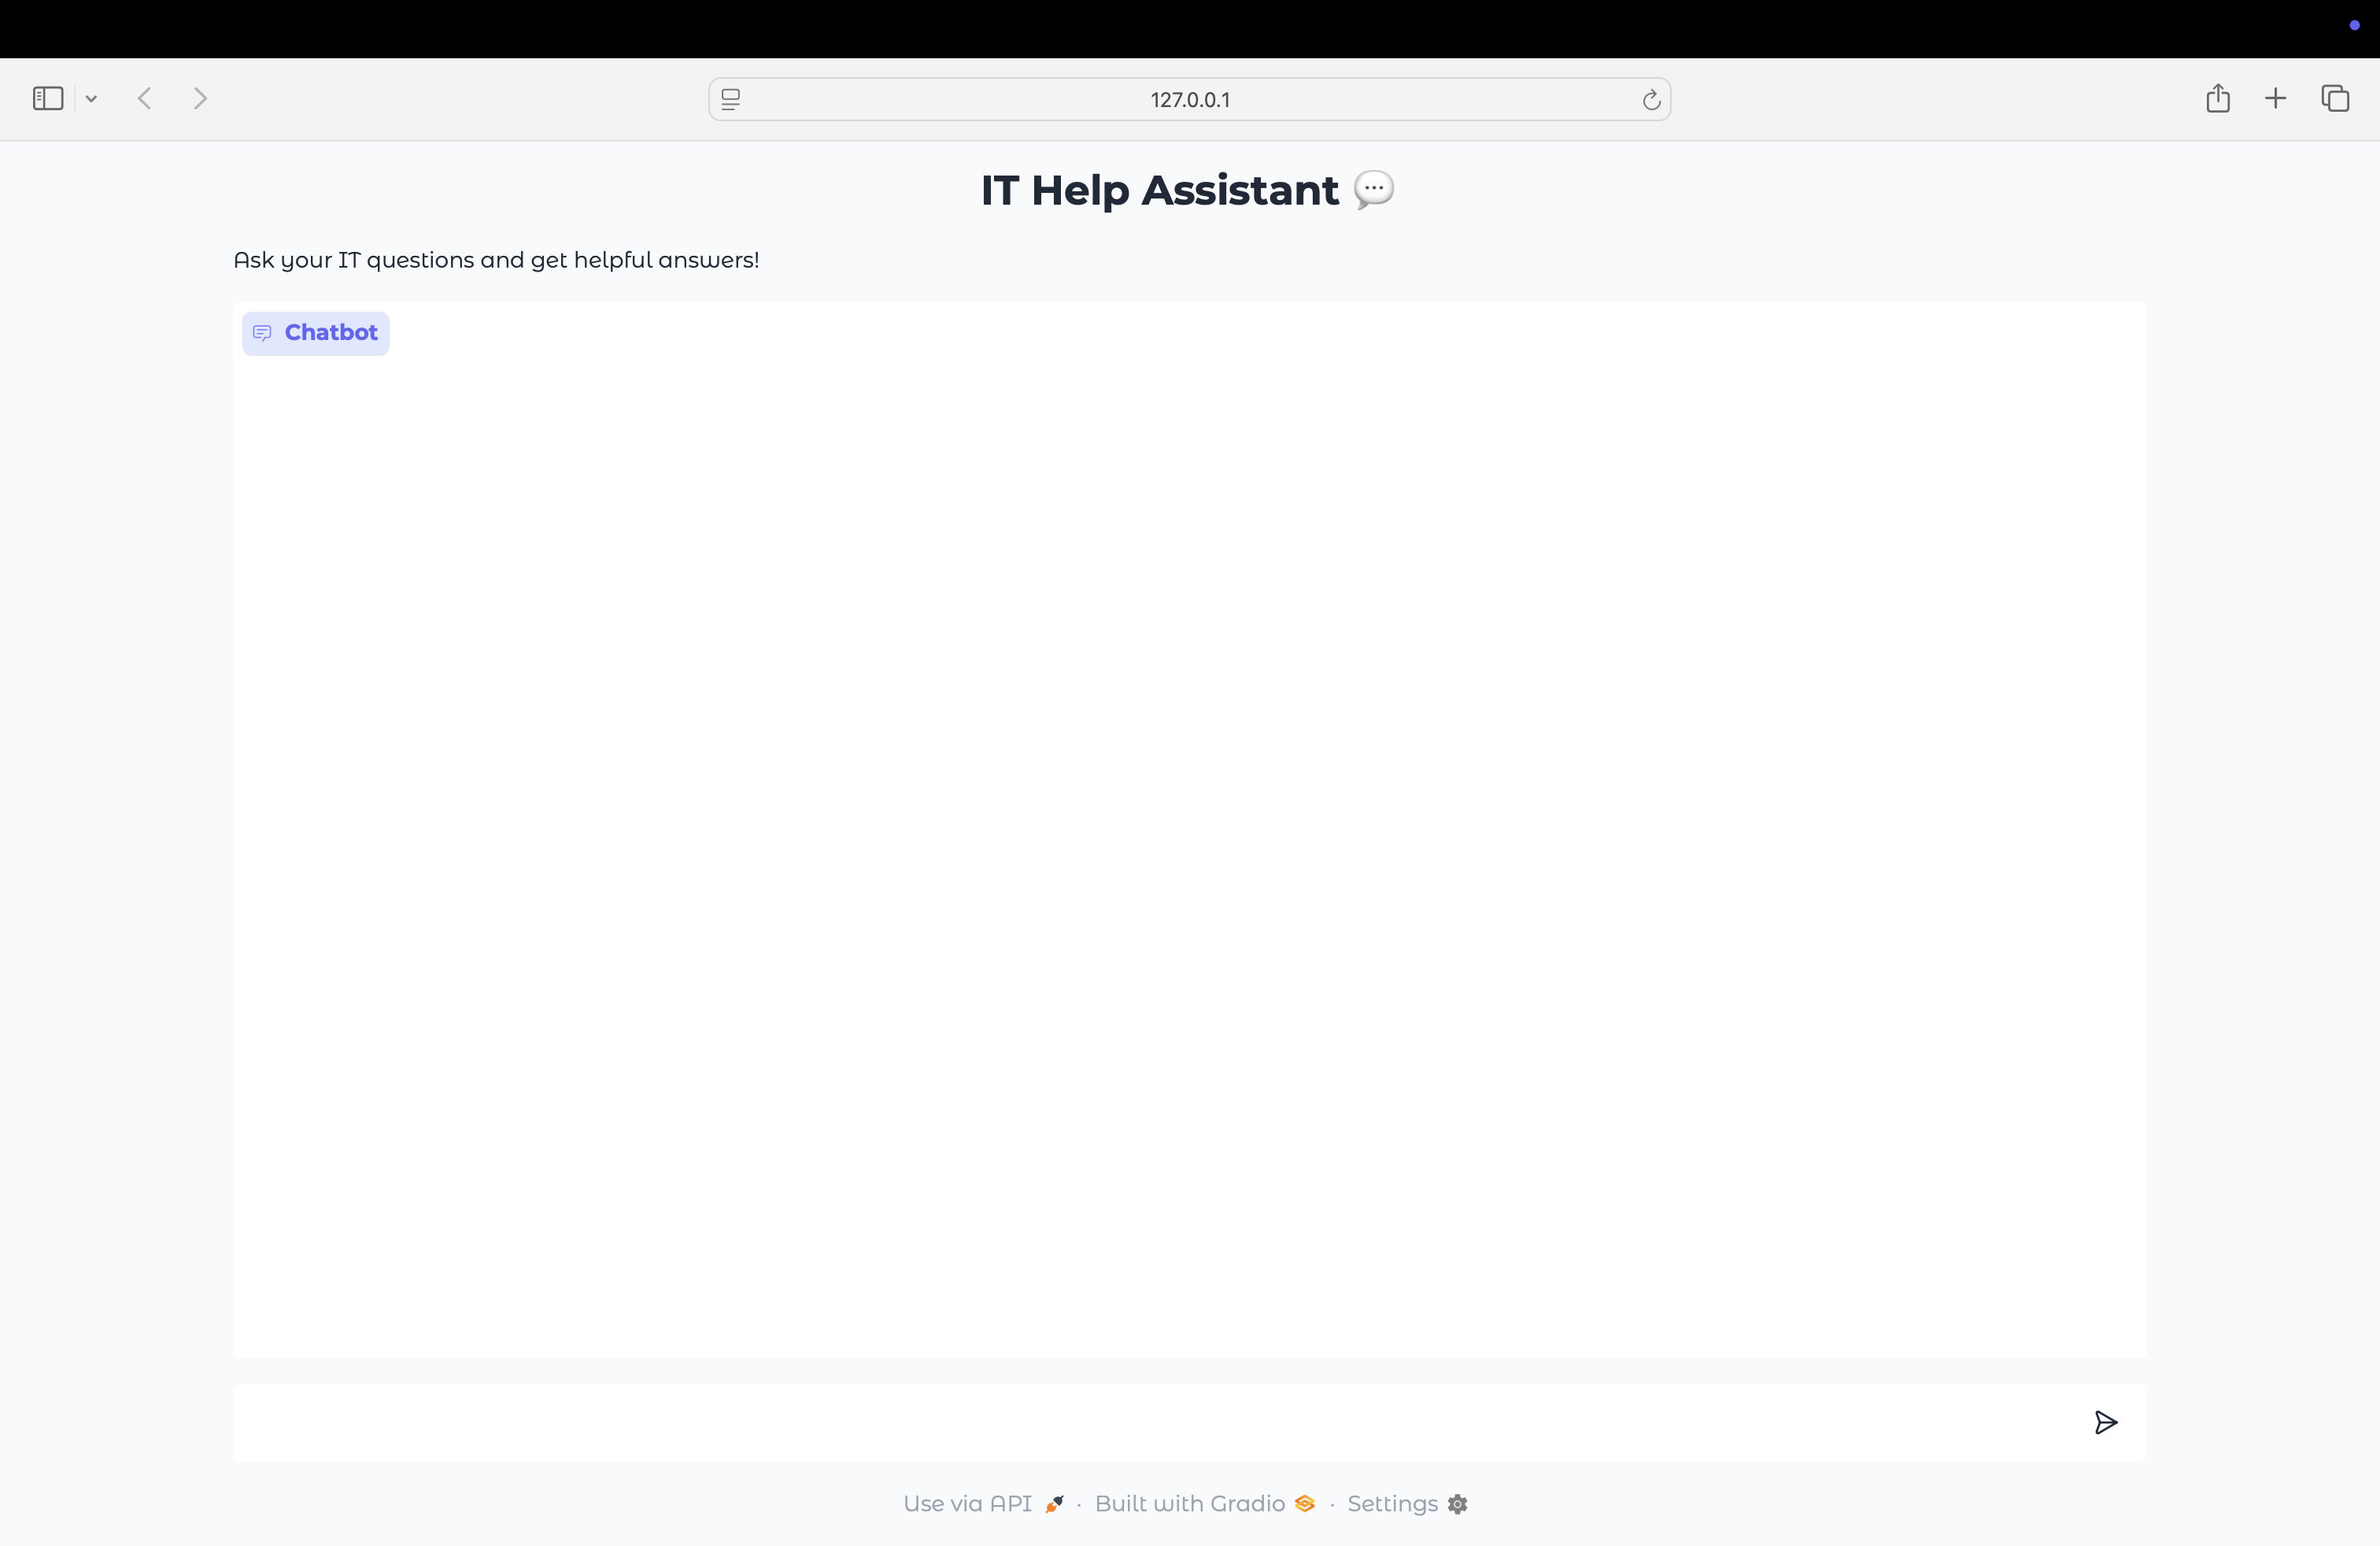 127.0.0.1
IT Help Assistant 💬
Ask your IT questions and get helpful answers!
Chatbot
Use via API · Built with Gradio · Settings